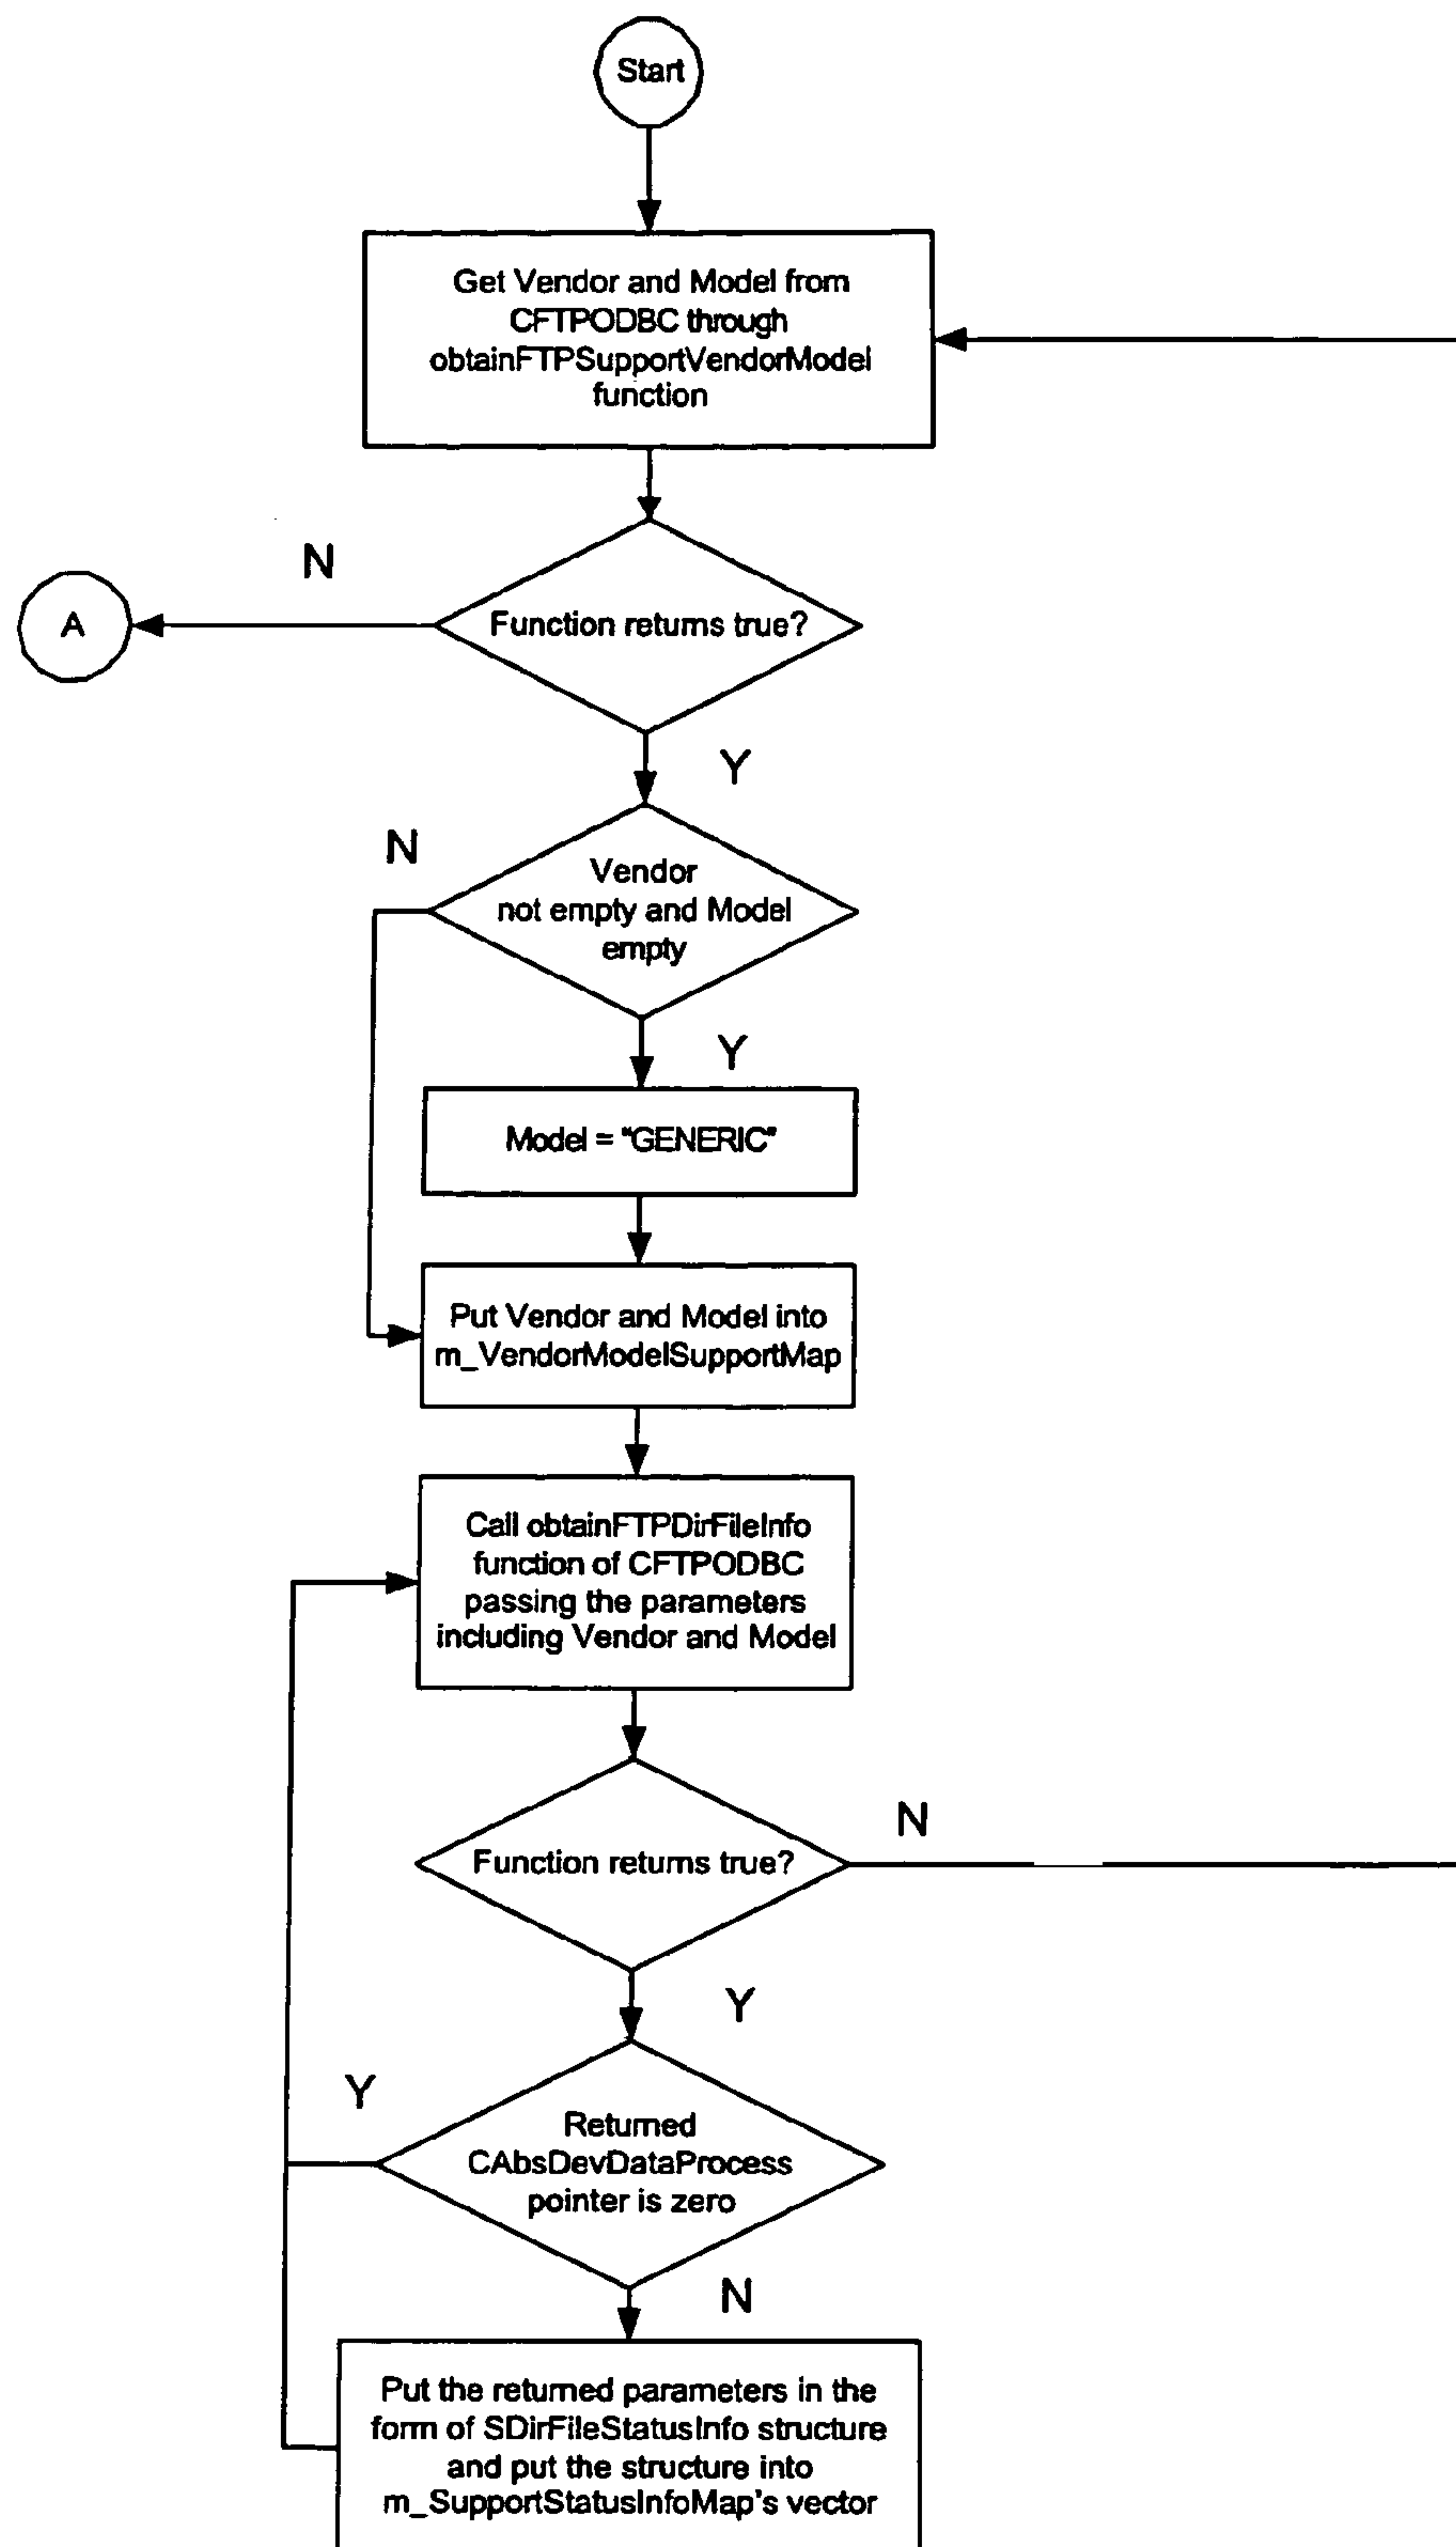 Start
Get Vendor and Model from
CFTPODBC through
obtainFTPSupportVendorModel
function
N
A
Function returns true?
Y
N
Vendor
not empty and Model
empty
Y
Model = "GENERIC"
Put Vendor and Model into
m_VendorModelSupportMap
Call obtainFTPDirFileInfo
function of CFTPODBC
passing the parameters
including Vendor and Model
N
Function returns true?
Y
Y
Returned
CAbsDevDataProcess
pointer is zero
N
Put the returned parameters in the
form of SDirFileStatusInfo structure
and put the structure into
m_SupportStatusInfoMap's vector